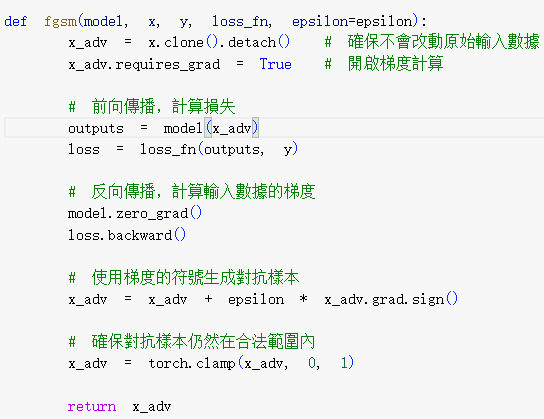 def fgsm(model, x, y, loss_fn, epsilon=epsilon):
x_adv = x.clone().detach() # 確保不會改動原始輸入數據
x_adv.requires_grad = True # 開啟梯度計算
# 前向傳播，計算損失
outputs = model(x_adv)
loss = loss_fn(outputs, y)
# 反向傳播，計算輸入數據的梯度
model.zero_grad()
loss.backward()
# 使用梯度的符號生成對抗樣本
x_adv = x_adv + epsilon * x_adv.grad.sign()
# 確保對抗樣本仍然在合法範圍內
x_adv = torch.clamp(x_adv, 0, 1)
return x_adv